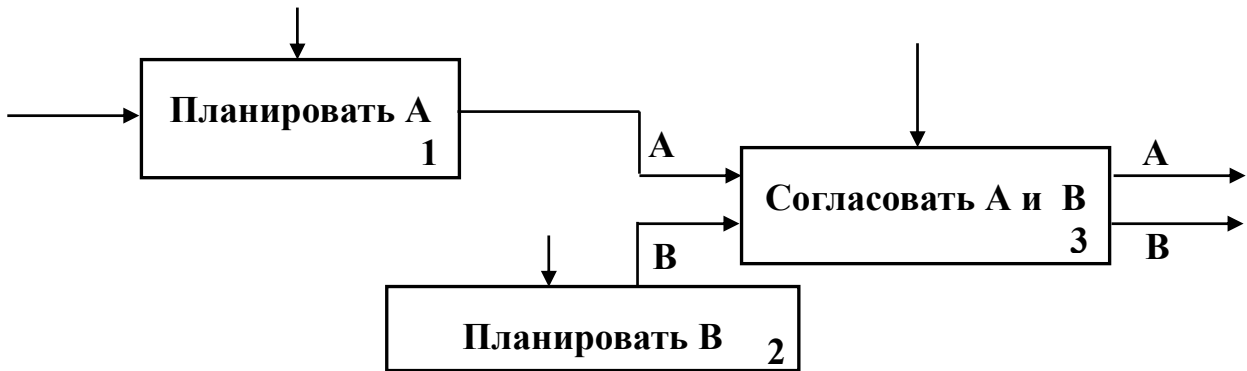 Планировать А
1
А
Согласовать А и В
3
А
В
В
Планировать В
2